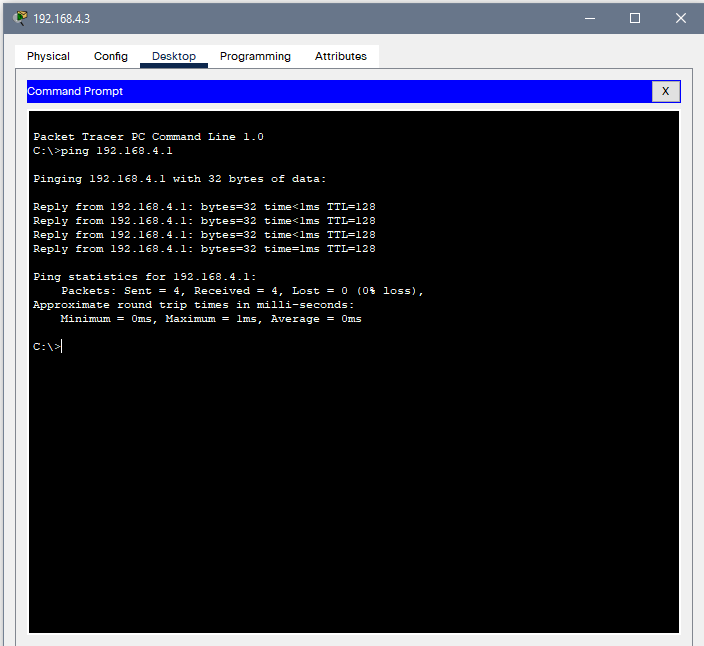 192.168.4.3
Physical Config Desktop Programming Attributes
Command Prompt X
Packet Tracer PC Command Line 1.0
C:\>ping 192.168.4.1
Pinging 192.168.4.1 with 32 bytes of data:
Reply from 192.168.4.1: bytes=32 time<1ms TTL=128
Reply from 192.168.4.1: bytes=32 time<1ms TTL=128
Reply from 192.168.4.1: bytes=32 time<1ms TTL=128
Reply from 192.168.4.1: bytes=32 time=1ms TTL=128
Ping statistics for 192.168.4.1:
    Packets: Sent = 4, Received = 4, Lost = 0 (0% loss),
Approximate round trip times in milli-seconds:
    Minimum = 0ms, Maximum = 1ms, Average = 0ms
C:\>